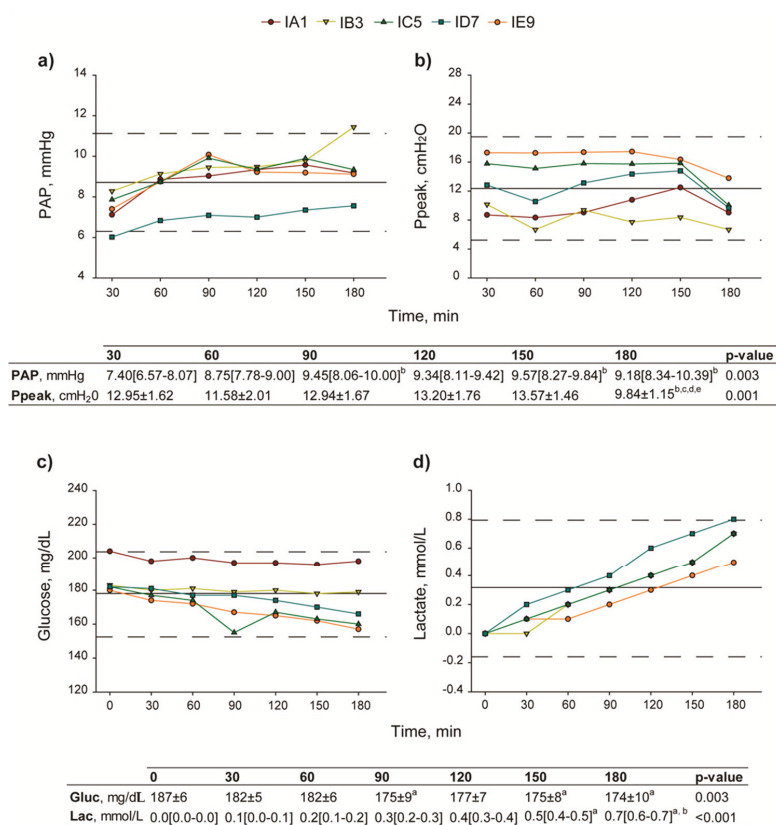 IA1 IB3 IC5 ID7 IE9
a)
14
12
10
8
6
4
PAP, mmHg
30 60 90 120 150 180
b)
28
24
20
16
12
8
4
0
Ppeak, cmH₂O
30 60 90 120 150 180
Time, min
30 60 90 120 150 180 p-value
PAP, mmHg 7.40[6.57-8.07] 8.75[7.78-9.00] 9.45[8.06-10.00]ᵇ 9.34[8.11-9.42] 9.57[8.27-9.84]ᵇ 9.18[8.34-10.39]ᵇ 0.003
Ppeak, cmH₂0 12.95±1.62 11.58±2.01 12.94±1.67 13.20±1.76 13.57±1.46 9.84±1.15ᵇ,ᶜ,ᵈ,ᵉ 0.001
c)
240
220
200
180
160
140
120
Glucose, mg/dL
0 30 60 90 120 150 180
d)
1.2
0.8
0.4
0.0
-0.4
Lactate, mmol/L
0 30 60 90 120 150 180
Time, min
0 30 60 90 120 150 180 p-value
Gluc, mg/dL 187±6 182±5 182±6 175±9ᵃ 177±7 175±8ᵃ 174±10ᵃ 0.003
Lac, mmol/L 0.0[0.0-0.0] 0.1[0.0-0.1] 0.2[0.1-0.2] 0.3[0.2-0.3] 0.4[0.3-0.4] 0.5[0.4-0.5]ᵃ 0.7[0.6-0.7]ᵃ, ᵇ <0.001